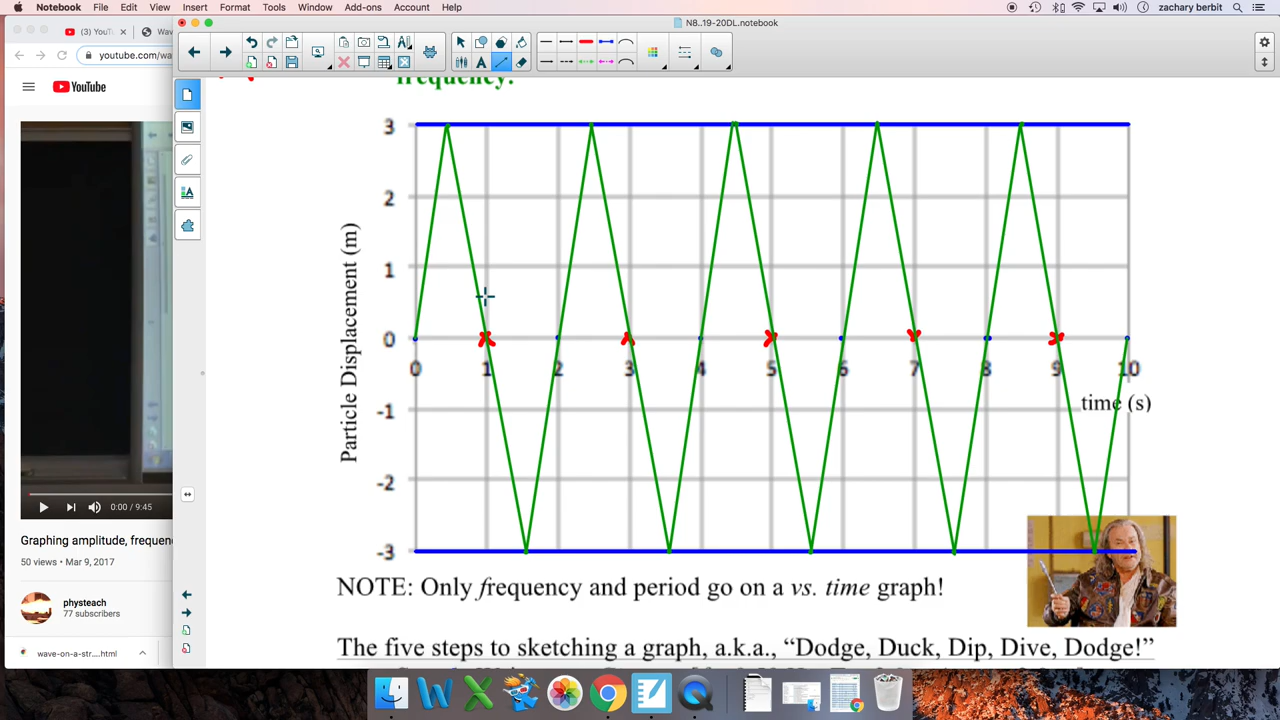 Notebook File Edit View Insert Format Tools Window Add-ons Account Help zachary berbit
N8..19-20DL.notebook
(3) YouT
Wav
youtube.com/wa
YouTube
frequency.
3
2
1
0
-1
-2
-3
Particle Displacement (m)
0 1 2 3 4 5 6 7 8 9 10
time (s)
0:00 / 9:45
Graphing amplitude, frequenc
50 views • Mar 9, 2017
physteach
77 subscribers
wave-on-a-str....html
NOTE: Only frequency and period go on a vs. time graph!
The five steps to sketching a graph, a.k.a., “Dodge, Duck, Dip, Dive, Dodge!”